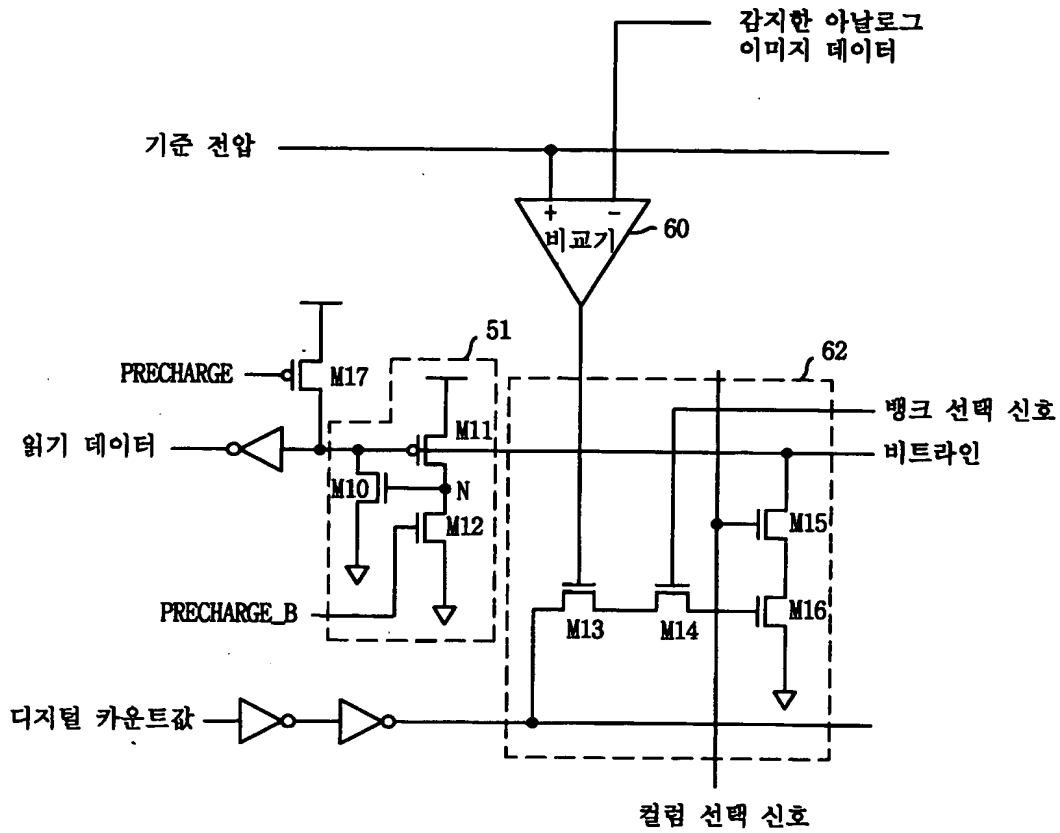 감지한 아날로그
이미지 데이터
기준 전압
+ -
비교기
60
51
62
PRECHARGE
M17
뱅크 선택 신호
읽기 데이터
M11
비트라인
M10
N
M12
M15
PRECHARGE_B
M13
M14
M16
디지털 카운트값
컬럼 선택 신호